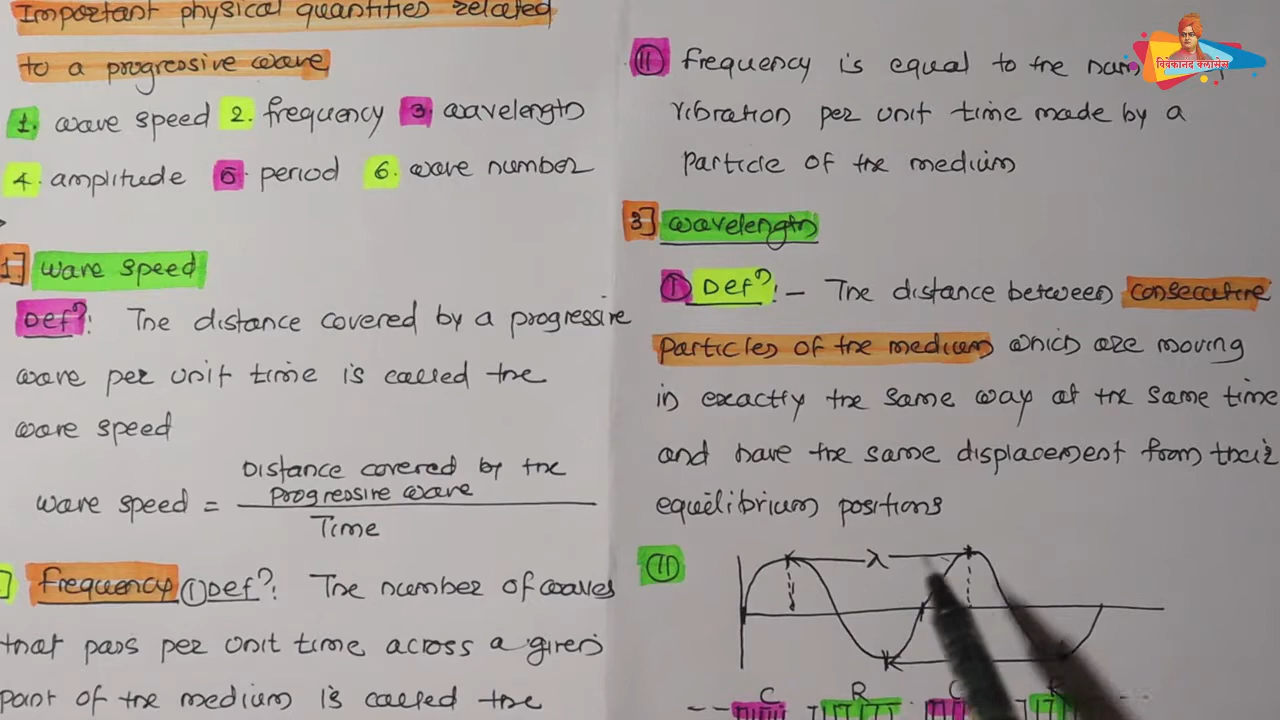 Important physical quantities related
to a progressive wave
1. wave speed 2. frequency 3. wavelength
4. amplitude 5. period 6. wave number
1] wave speed
Defn: The distance covered by a progressive
wave per unit time is called the
wave speed
wave speed = Distance covered by the
progressive wave
Time
] Frequency ① Defn: The number of waves
that pass per unit time across a given
point of the medium is called the
II frequency is equal to the
vibration per unit time made by a
particle of the medium
3] wavelength
I Defn:- The distance between consecutive
particles of the medium which are moving
in exactly the same way at the same time
and have the same displacement from their
equilibrium positions
II
λ
C R C R
विवेकानंद क्लासेस